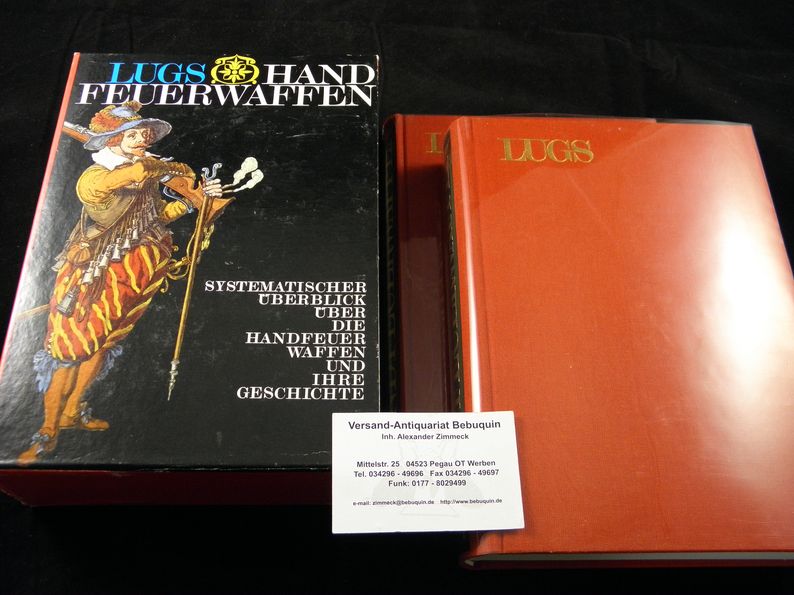 LUGS HAND
FEUERWAFFEN
SYSTEMATISCHER
ÜBERBLICK
ÜBER
DIE
HANDFEUER
WAFFEN
UND
IHRE
GESCHICHTE
LUGS
Versand-Antiquariat Bebuquin
Inh. Alexander Zimmeck
Mittelstr. 25 04523 Pegau OT Werben
Tel. 034296 - 49696 Fax 034296 - 49697
Funk: 0177 - 8029499
e-mail: zimmeck@bebuquin.de http://www.bebuquin.de